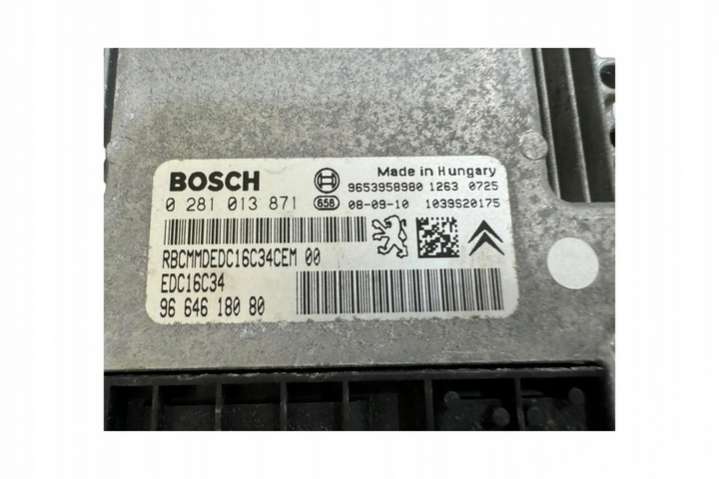 BOSCH
Made in Hungary
9653958980 1263 0725
0 281 013 871
656 08-09-10 1039S20175
RBCMMDEDC16C34CEM 00
EDC16C34
96 646 180 80